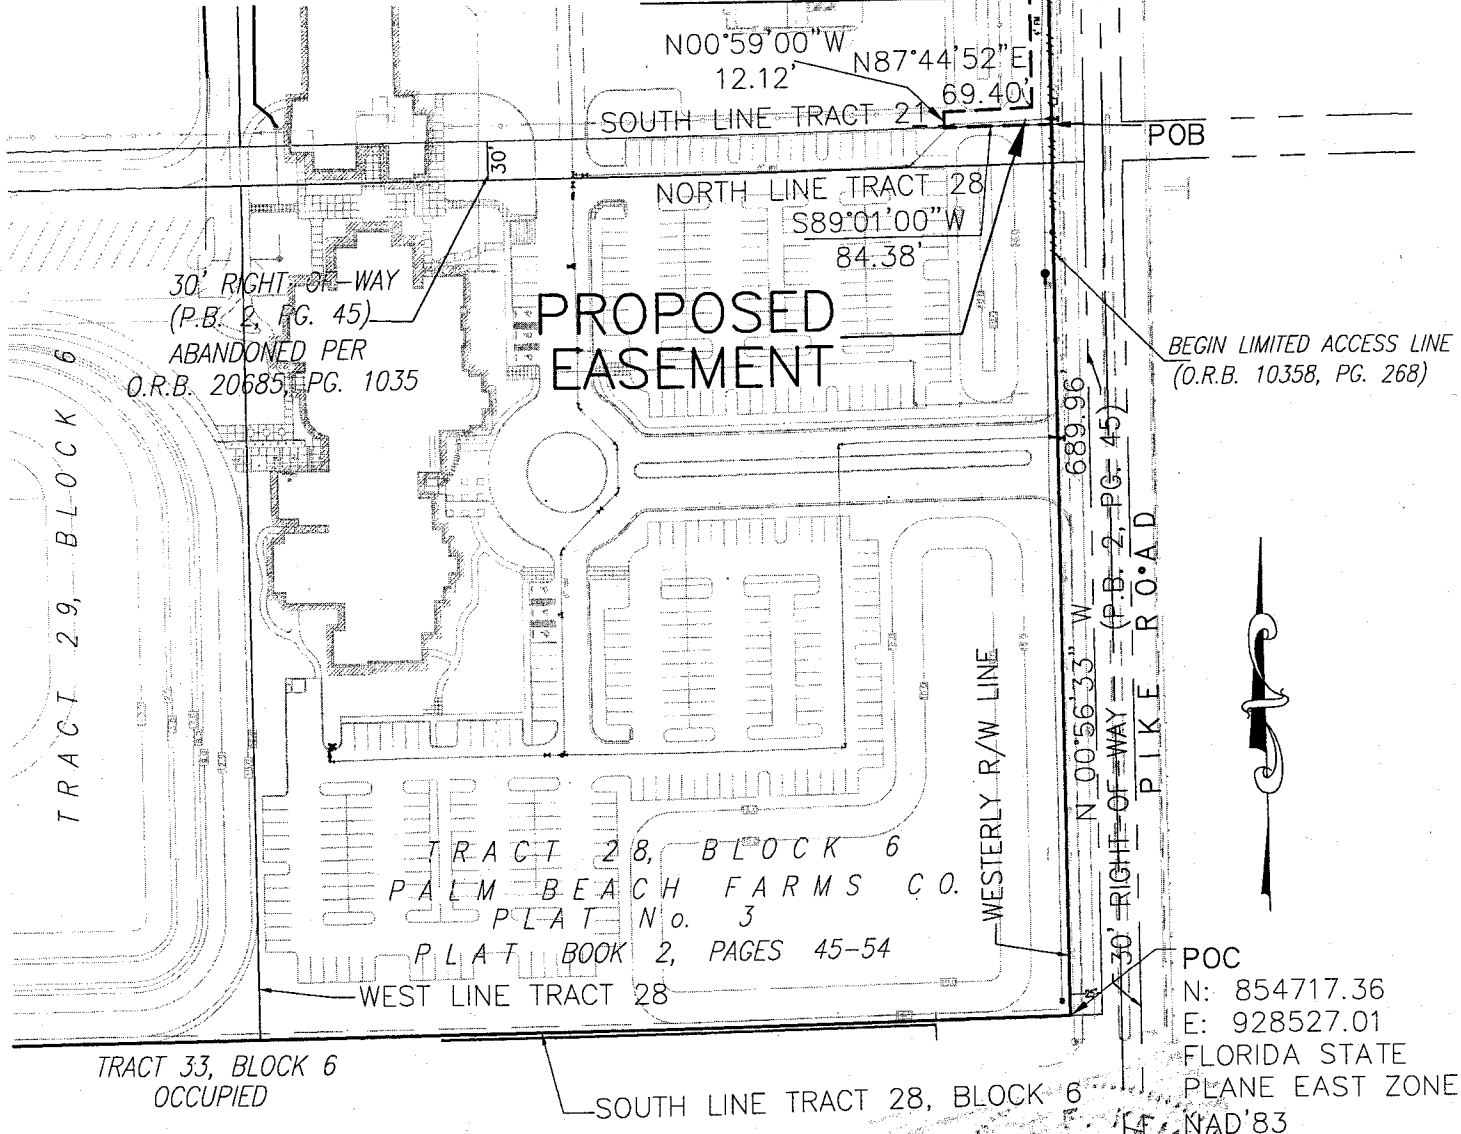 N00°59'00"W
12.12'
N87°44'52"E
69.40'
SOUTH LINE TRACT 21
POB
30'
NORTH LINE TRACT 28
S89°01'00"W
84.38'
30' RIGHT-OF-WAY
(P.B. 2, PG. 45)
ABANDONED PER
O.R.B. 20685, PG. 1035
PROPOSED
EASEMENT
BEGIN LIMITED ACCESS LINE
(O.R.B. 10358, PG. 268)
TRACT 29, BLOCK 6
N 00°56'33" W 689.96'
30' RIGHT-OF-WAY (P.B. 2, PG. 45)
PIKE ROAD
WESTERLY R/W LINE
TRACT 28, BLOCK 6
PALM BEACH FARMS CO.
PLAT No. 3
PLAT BOOK 2, PAGES 45-54
WEST LINE TRACT 28
25'
POC
N: 854717.36
E: 928527.01
FLORIDA STATE
PLANE EAST ZONE
NAD'83
TRACT 33, BLOCK 6
OCCUPIED
SOUTH LINE TRACT 28, BLOCK 6